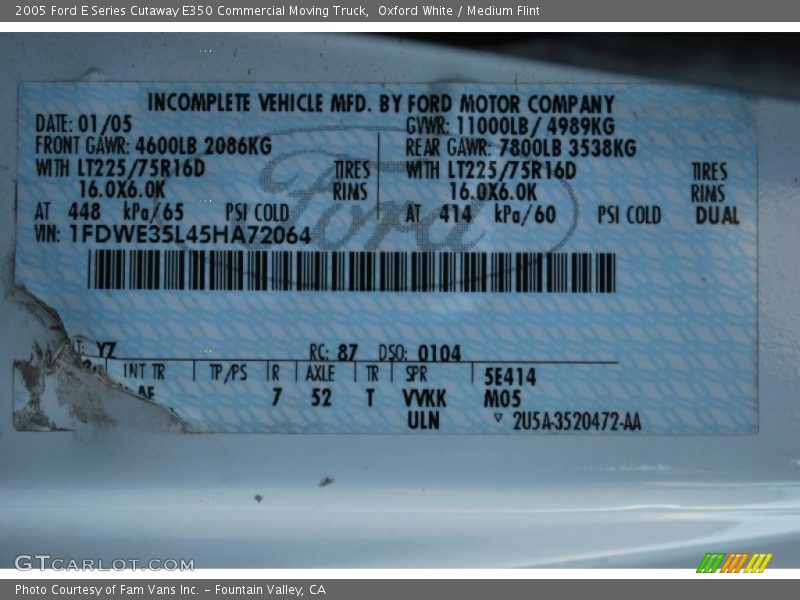 2005 Ford E Series Cutaway E350 Commercial Moving Truck, Oxford White / Medium Flint
INCOMPLETE VEHICLE MFD. BY FORD MOTOR COMPANY
DATE: 01/05 GVWR: 11000LB/ 4989KG
FRONT GAWR: 4600LB 2086KG REAR GAWR: 7800LB 3538KG
WITH LT225/75R16D TIRES WITH LT225/75R16D TIRES
16.0X6.0K RIMS 16.0X6.0K RIMS
AT 448 kPa/65 PSI COLD AT 414 kPa/60 PSI COLD DUAL
VIN: 1FDWE35L45HA72064
Ford
YZ RC: 87 DSO: 0104
INT TR TP/PS R AXLE TR SPR 5E414
AE 7 52 T VVKK M05
ULN ▽ 2U5A-3520472-AA
GTCARLOT.COM
Photo Courtesy of Fam Vans Inc. - Fountain Valley, CA